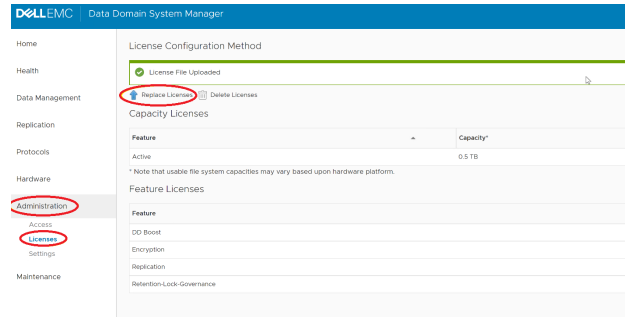 DELLEMC Data Domain System Manager
Home
Health
Data Management
Replication
Protocols
Hardware
Administration
Access
Licenses
Settings
Maintenance
License Configuration Method
License File Uploaded
Replace Licenses Delete Licenses
Capacity Licenses
Feature Capacity*
Active 0.5 TB
* Note that usable file system capacities may vary based upon hardware platform.
Feature Licenses
Feature
DD Boost
Encryption
Replication
Retention-Lock-Governance